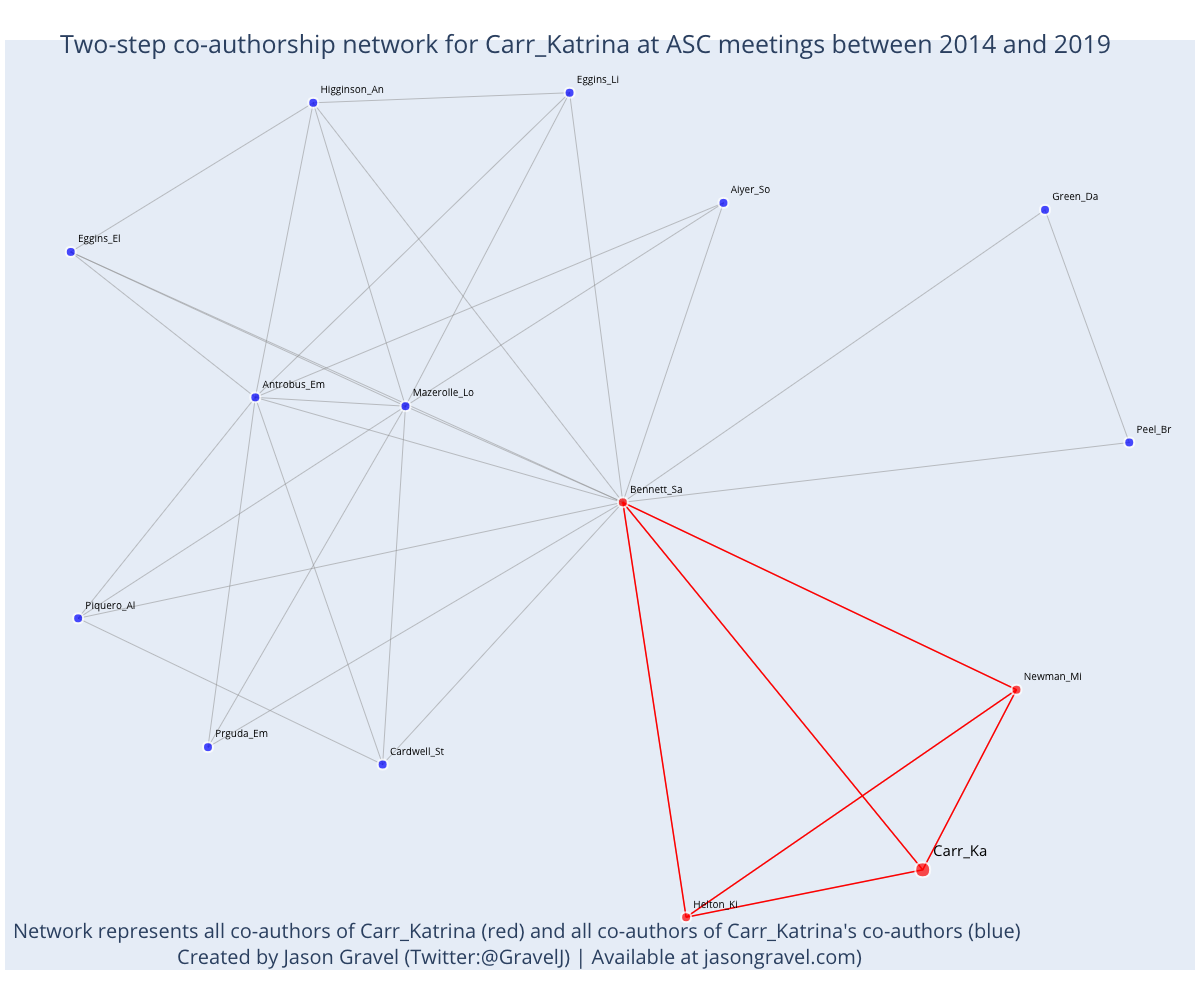 Two-step co-authorship network for Carr_Katrina at ASC meetings between 2014 and 2019
Eggins_Li
Higginson_An
Aiyer_So
Green_Da
Eggins_El
Antrobus_Em
Mazerolle_Lo
Peel_Br
Bennett_Sa
Piquero_Al
Newman_Mi
Prguda_Em
Cardwell_St
Carr_Ka
Helton_Ki
Network represents all co-authors of Carr_Katrina (red) and all co-authors of Carr_Katrina's co-authors (blue)
Created by Jason Gravel (Twitter:@GravelJ) | Available at jasongravel.com)